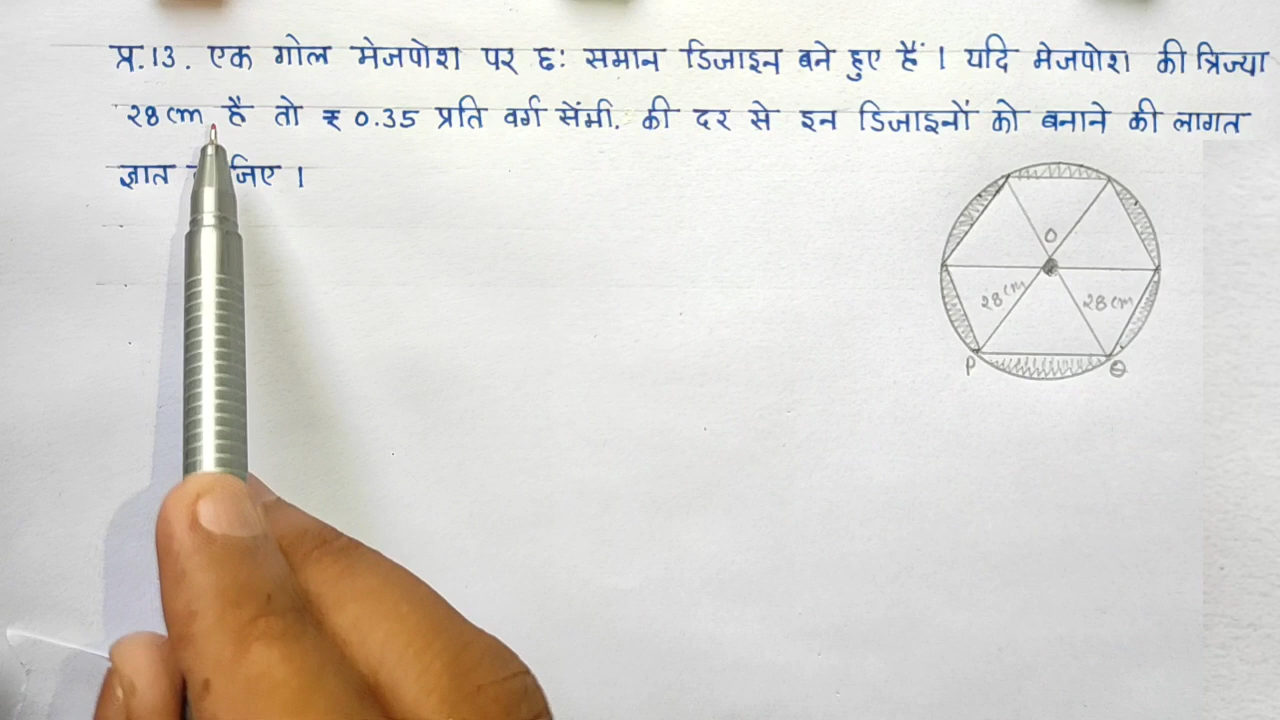 प्र.13. एक गोल मेजपोश पर छः समान डिजाइन बने हुए हैं । यदि मेजपोश की त्रिज्या
28 cm है तो ₹ 0.35 प्रति वर्ग सेंमी. की दर से इन डिजाइनों को बनाने की लागत
ज्ञात जिए ।
O
28 cm 28 cm
P Q